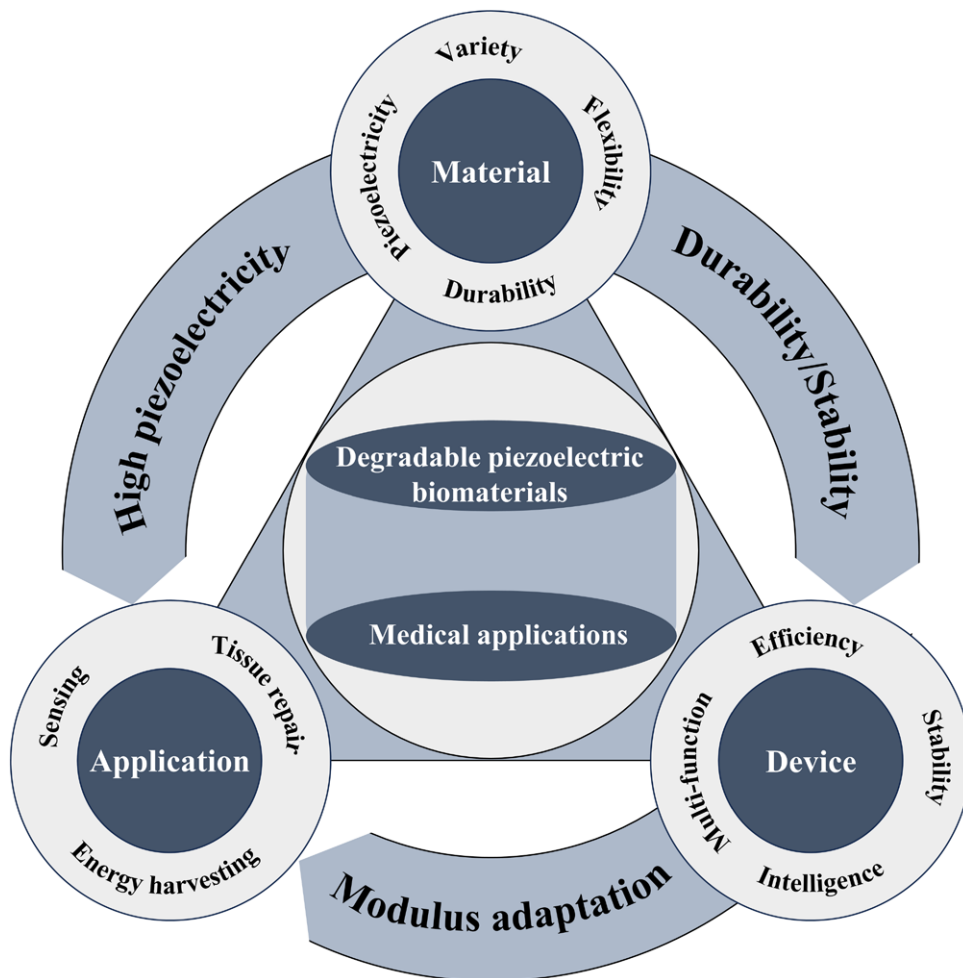 Variety
Piezoelectricity
Flexibility
Material
Durability
High piezoelectricity
Durability/Stability
Degradable piezoelectric
biomaterials
Medical applications
Sensing
Tissue repair
Application
Energy harvesting
Efficiency
Multi-function
Stability
Device
Intelligence
Modulus adaptation